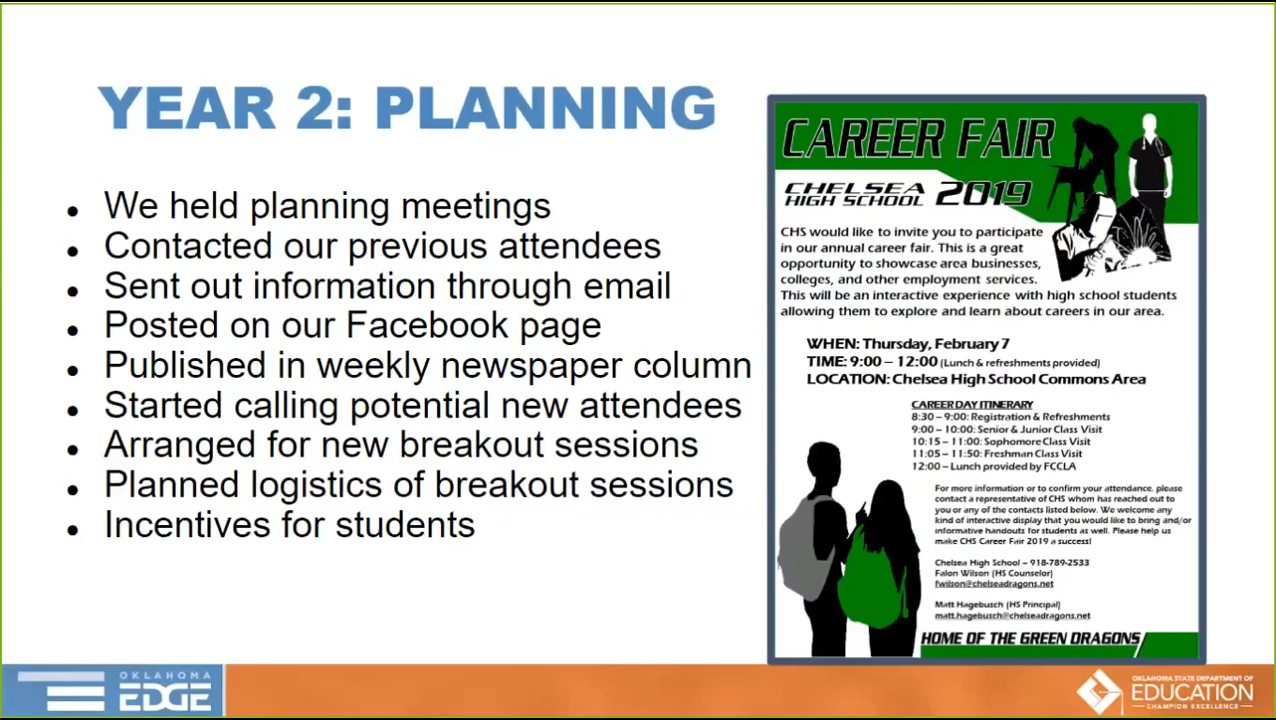 YEAR 2: PLANNING
• We held planning meetings
• Contacted our previous attendees
• Sent out information through email
• Posted on our Facebook page
• Published in weekly newspaper column
• Started calling potential new attendees
• Arranged for new breakout sessions
• Planned logistics of breakout sessions
• Incentives for students
CAREER FAIR
CHELSEA
HIGH SCHOOL 2019
CHS would like to invite you to participate
in our annual career fair. This is a great
opportunity to showcase area businesses,
colleges, and other employment services.
This will be an interactive experience with high school students
allowing them to explore and learn about careers in our area.
WHEN: Thursday, February 7
TIME: 9:00 – 12:00 (Lunch & refreshments provided)
LOCATION: Chelsea High School Commons Area
CAREER DAY ITINERARY
8:30 – 9:00: Registration & Refreshments
9:00 – 10:00: Senior & Junior Class Visit
10:15 – 11:00: Sophomore Class Visit
11:05 – 11:50: Freshman Class Visit
12:00 – Lunch provided by FCCLA
For more information or to confirm your attendance, please
contact a representative of CHS whom has reached out to
you or any of the contacts listed below. We welcome any
kind of interactive display that you would like to bring and/or
informative handouts for students as well. Please help us
make CHS Career Fair 2019 a success!
Chelsea High School – 918-789-2533
Falon Wilson (HS Counselor)
fwilson@chelseadragons.net
Matt Hagebusch (HS Principal)
matt.hagebusch@chelseadragons.net
HOME OF THE GREEN DRAGONS
OKLAHOMA
EDGE
OKLAHOMA STATE DEPARTMENT OF
EDUCATION
CHAMPION EXCELLENCE